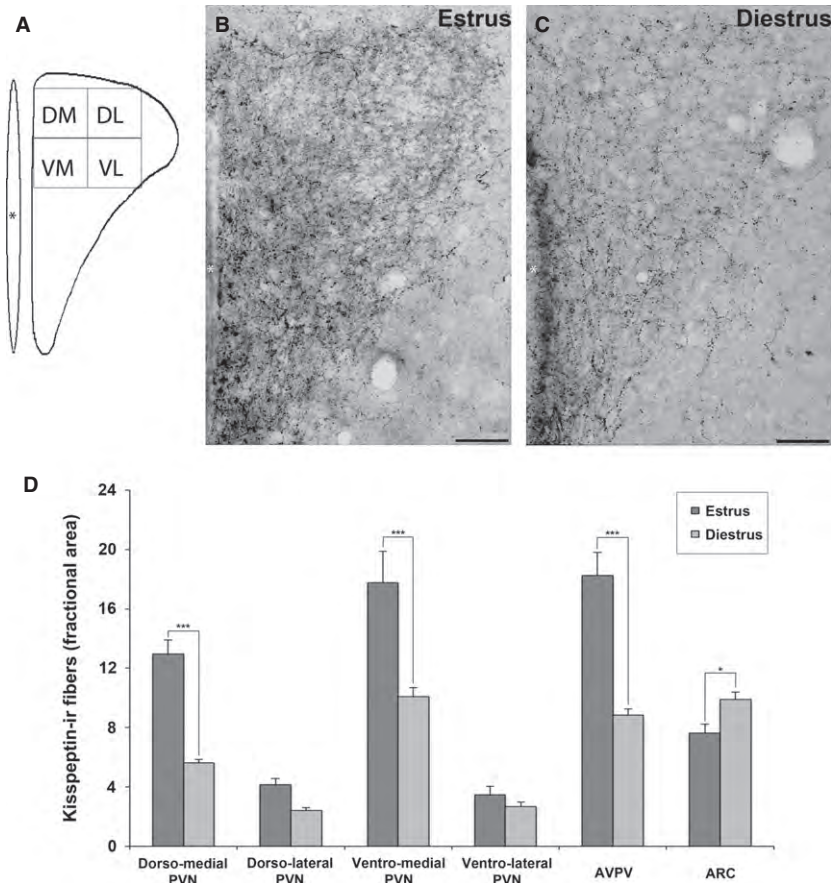 A
B
Estrus
C
Diestrus
DM DL
VM VL
*
*
*
D
Kisspeptin-ir fibers (fractional area)
24
20
16
12
8
4
0
Estrus
Diestrus
***
***
***
*
Dorso-medial PVN
Dorso-lateral PVN
Ventro-medial PVN
Ventro-lateral PVN
AVPV
ARC